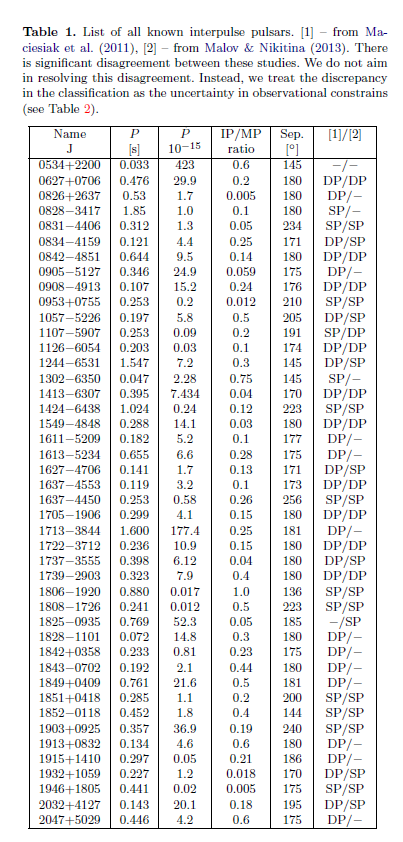 Table 1. List of all known interpulse pulsars. [1] – from Ma-
ciesiak et al. (2011), [2] – from Malov & Nikitina (2013). There
is significant disagreement between these studies. We do not aim
in resolving this disagreement. Instead, we treat the discrepancy
in the classification as the uncertainty in observational constrains
(see Table 2).
Name P Ṗ IP/MP Sep. [1]/[2]
J [s] 10−15 ratio [°]
0534+2200 0.033 423 0.6 145 −/−
0627+0706 0.476 29.9 0.2 180 DP/DP
0826+2637 0.53 1.7 0.005 180 DP/−
0828−3417 1.85 1.0 0.1 180 SP/−
0831−4406 0.312 1.3 0.05 234 SP/SP
0834−4159 0.121 4.4 0.25 171 DP/SP
0842−4851 0.644 9.5 0.14 180 DP/DP
0905−5127 0.346 24.9 0.059 175 DP/−
0908−4913 0.107 15.2 0.24 176 DP/DP
0953+0755 0.253 0.2 0.012 210 SP/SP
1057−5226 0.197 5.8 0.5 205 DP/SP
1107−5907 0.253 0.09 0.2 191 SP/DP
1126−6054 0.203 0.03 0.1 174 DP/DP
1244−6531 1.547 7.2 0.3 145 DP/SP
1302−6350 0.047 2.28 0.75 145 SP/−
1413−6307 0.395 7.434 0.04 170 DP/DP
1424−6438 1.024 0.24 0.12 223 SP/SP
1549−4848 0.288 14.1 0.03 180 DP/DP
1611−5209 0.182 5.2 0.1 177 DP/−
1613−5234 0.655 6.6 0.28 175 DP/−
1627−4706 0.141 1.7 0.13 171 DP/SP
1637−4553 0.119 3.2 0.1 173 DP/DP
1637−4450 0.253 0.58 0.26 256 SP/SP
1705−1906 0.299 4.1 0.15 180 DP/DP
1713−3844 1.600 177.4 0.25 181 DP/−
1722−3712 0.236 10.9 0.15 180 DP/DP
1737−3555 0.398 6.12 0.04 180 DP/SP
1739−2903 0.323 7.9 0.4 180 DP/DP
1806−1920 0.880 0.017 1.0 136 SP/SP
1808−1726 0.241 0.012 0.5 223 SP/SP
1825−0935 0.769 52.3 0.05 185 −/SP
1828−1101 0.072 14.8 0.3 180 DP/−
1842+0358 0.233 0.81 0.23 175 DP/−
1843−0702 0.192 2.1 0.44 180 DP/−
1849+0409 0.761 21.6 0.5 181 DP/−
1851+0418 0.285 1.1 0.2 200 SP/SP
1852−0118 0.452 1.8 0.4 144 SP/SP
1903+0925 0.357 36.9 0.19 240 SP/SP
1913+0832 0.134 4.6 0.6 180 DP/−
1915+1410 0.297 0.05 0.21 186 DP/−
1932+1059 0.227 1.2 0.018 170 DP/SP
1946+1805 0.441 0.02 0.005 175 SP/SP
2032+4127 0.143 20.1 0.18 195 DP/SP
2047+5029 0.446 4.2 0.6 175 DP/−